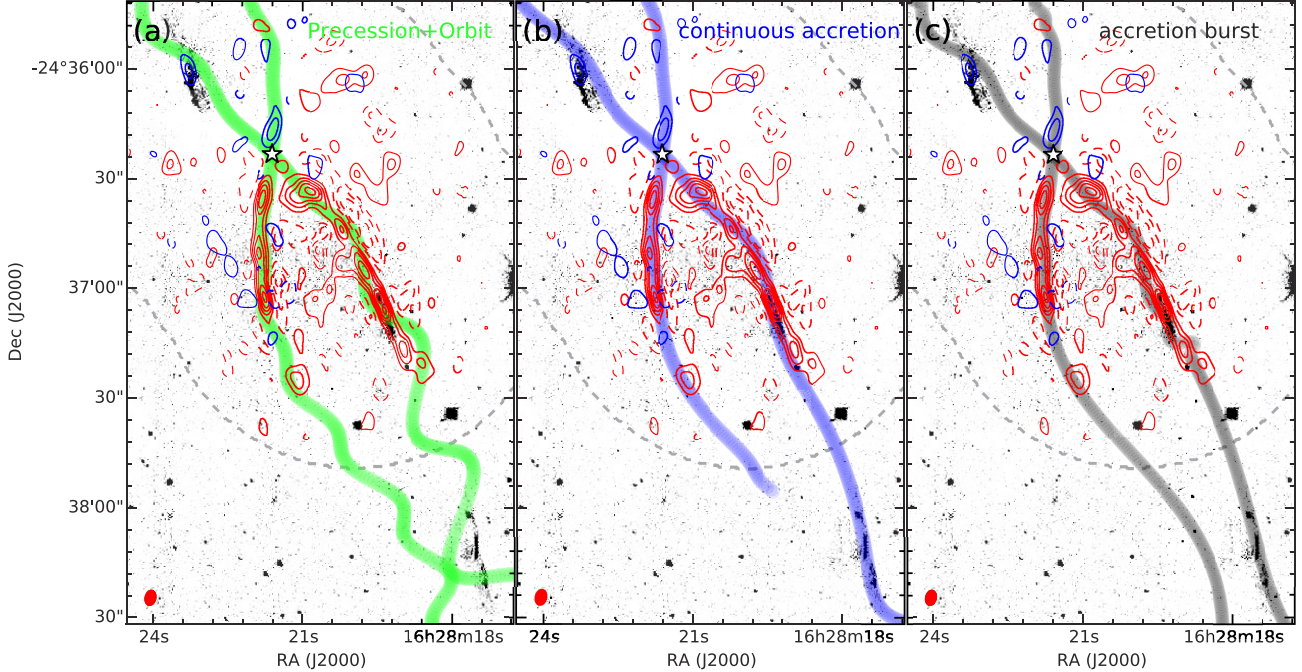 (a) Precession+Orbit
(b) continuous accretion
(c) accretion burst
-24°36'00"
30"
37'00"
30"
38'00"
30"
Dec (J2000)
24s 21s 16h28m18s
24s 21s 16h28m18s
24s 21s 16h28m18s
RA (J2000) RA (J2000) RA (J2000)